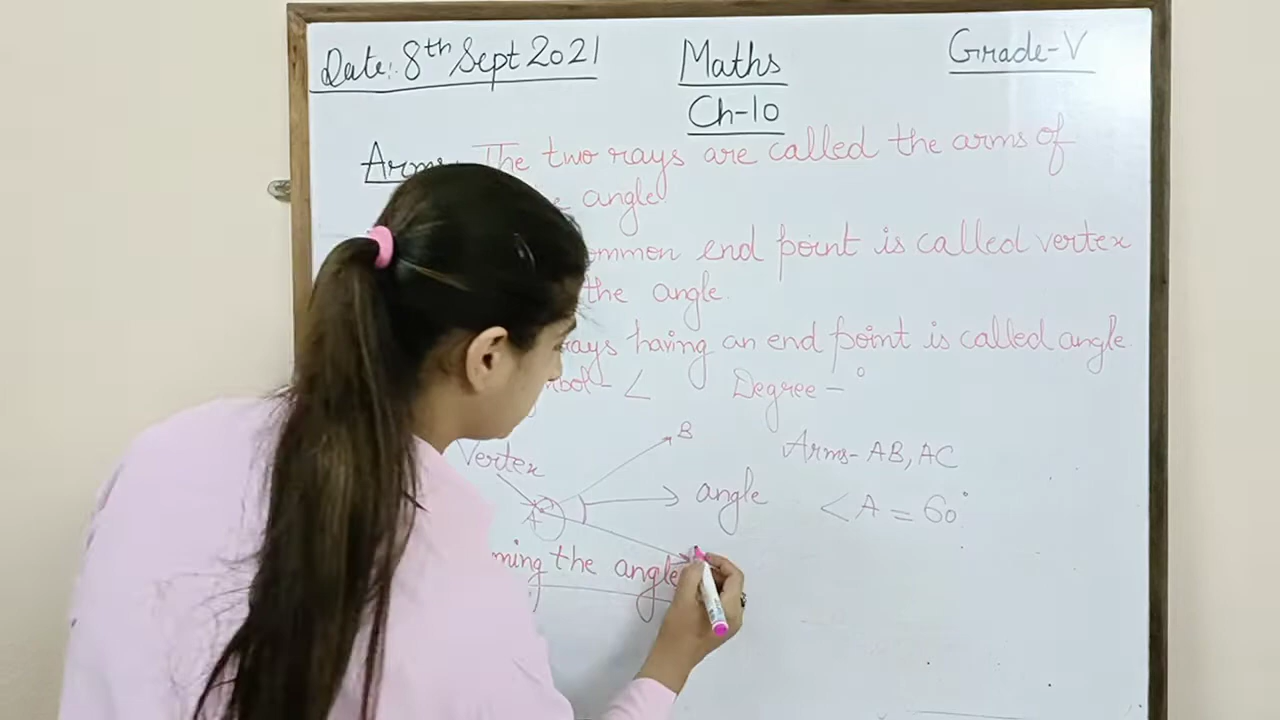 Date:. 8th Sept 2021
Maths
Grade-V
Ch-10
Arms The two rays are called the arms of
angle
end point is called vertex
the angle.
rays having an end point is called angle.
- ∠ Degree - °
B
Arms- AB, AC
Vertex
angle
∠A = 60°
A
the angle